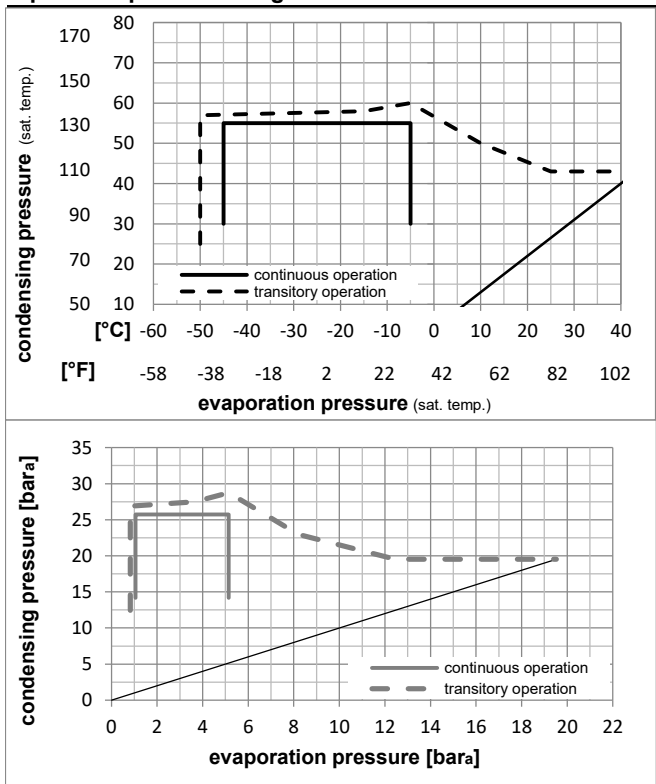 170 80
150 70
60
130 50
110 40
90 30
70 20
50 10
condensing pressure (sat. temp.)
continuous operation
transitory operation
[°C] -60 -50 -40 -30 -20 -10 0 10 20 30 40
[°F] -58 -38 -18 2 22 42 62 82 102
evaporation pressure (sat. temp.)
35
30
25
20
15
10
5
0
condensing pressure [bara]
continuous operation
transitory operation
0 2 4 6 8 10 12 14 16 18 20 22
evaporation pressure [bara]